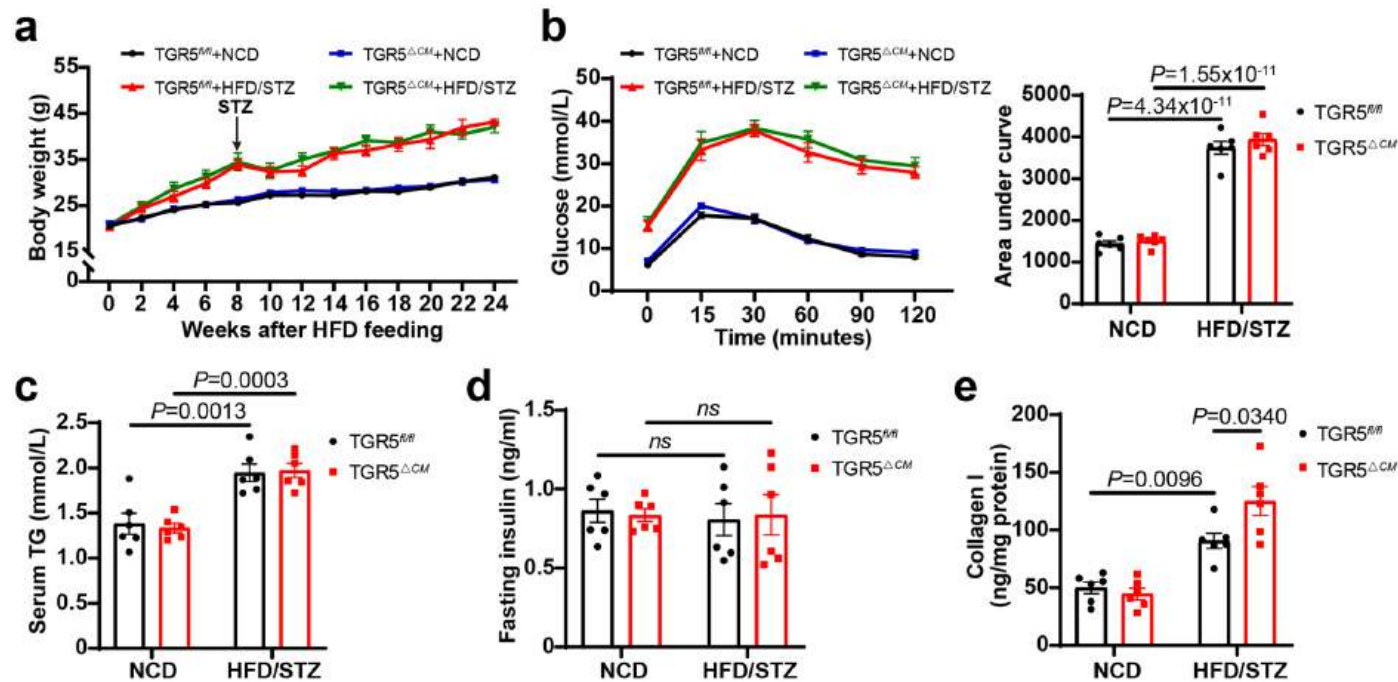 a
TGR5fl/fl+NCD
TGR5△CM+NCD
TGR5fl/fl+HFD/STZ
TGR5△CM+HFD/STZ
STZ
Body weight (g)
55
45
35
25
15
0
0 2 4 6 8 10 12 14 16 18 20 22 24
Weeks after HFD feeding
b
TGR5fl/fl+NCD
TGR5△CM+NCD
TGR5fl/fl+HFD/STZ
TGR5△CM+HFD/STZ
Glucose (mmol/L)
50
40
30
20
10
0
0 15 30 60 90 120
Time (minutes)
P=1.55x10-11
P=4.34x10-11
TGR5fl/fl
TGR5△CM
Area under curve
5000
4000
3000
2000
1000
0
NCD HFD/STZ
c
P=0.0003
P=0.0013
TGR5fl/fl
TGR5△CM
Serum TG (mmol/L)
2.5
2.0
1.5
1.0
0.5
0
NCD HFD/STZ
d
ns
ns
TGR5fl/fl
TGR5△CM
Fasting insulin (ng/ml)
1.5
1.0
0.5
0
NCD HFD/STZ
e
P=0.0340
P=0.0096
TGR5fl/fl
TGR5△CM
Collagen I
(ng/mg protein)
200
150
100
50
0
NCD HFD/STZ